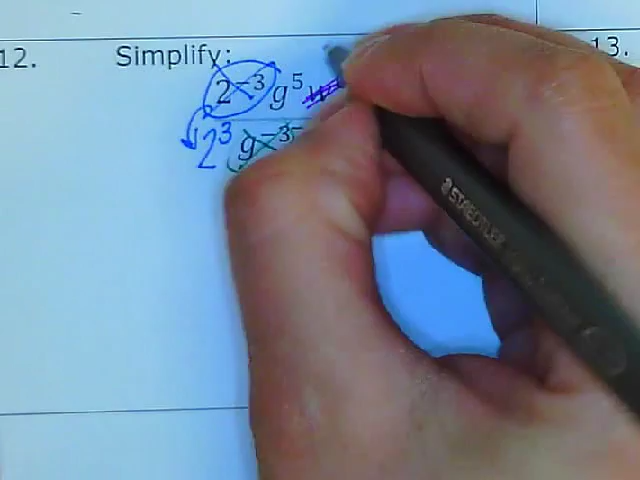 12. Simplify: 13.
2⁻³g⁵
2³ g⁻³
STAEDTLER